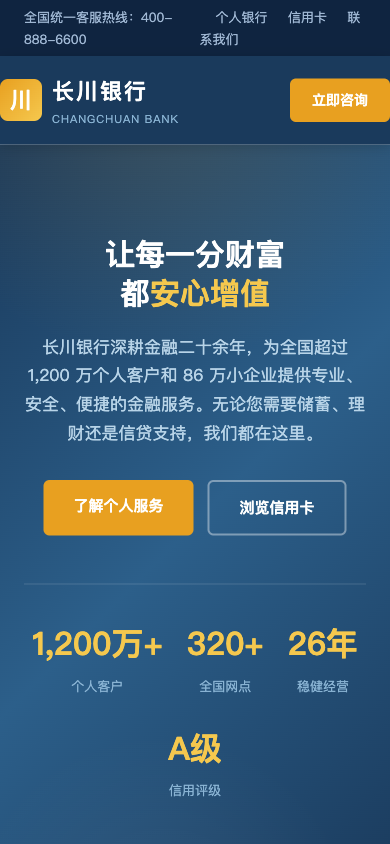 全国统一客服热线：400-
888-6600
个人银行 信用卡 联
系我们
川
长川银行
CHANGCHUAN BANK
立即咨询
让每一分财富
都安心增值
长川银行深耕金融二十余年，为全国超过
1,200 万个人客户和 86 万小企业提供专业、
安全、便捷的金融服务。无论您需要储蓄、理
财还是信贷支持，我们都在这里。
了解个人服务
浏览信用卡
1,200万+ 320+ 26年
个人客户 全国网点 稳健经营
A级
信用评级